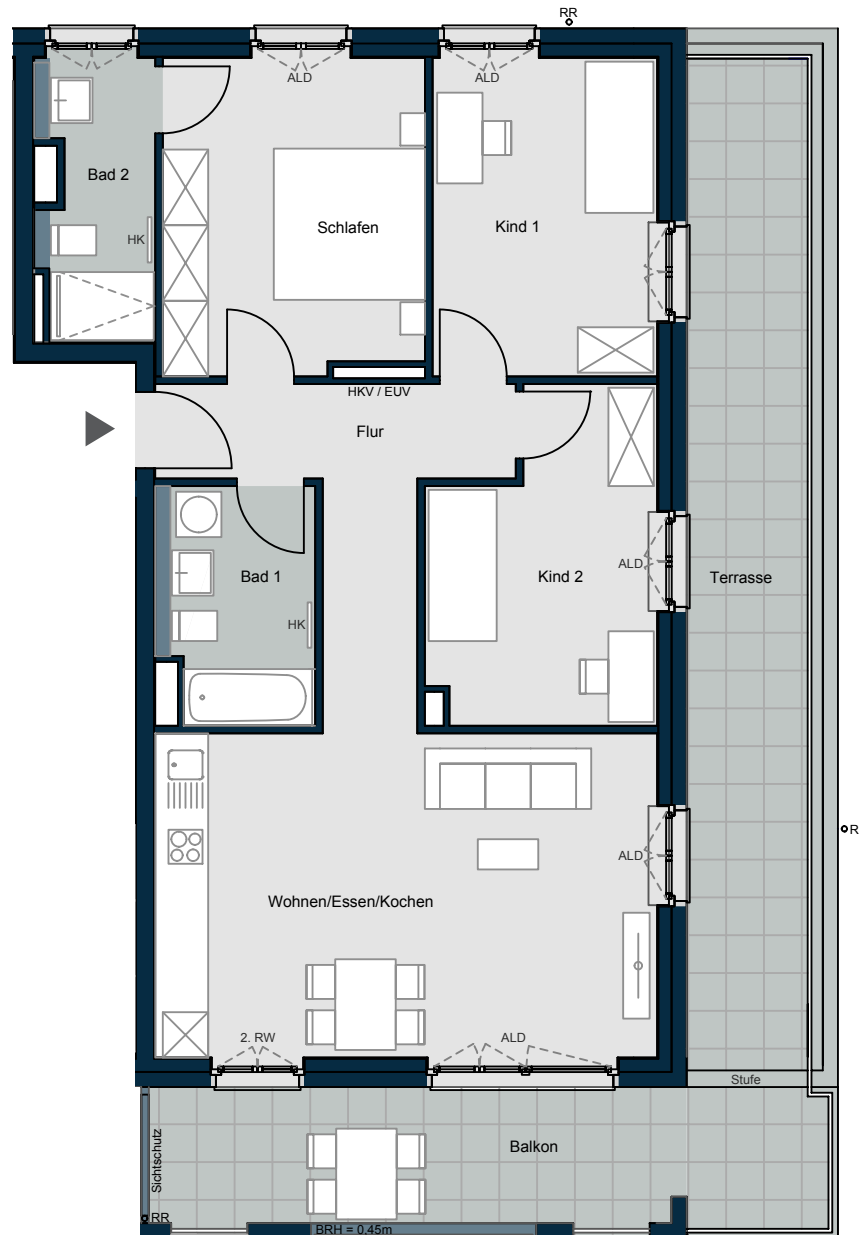 RR
ALD
ALD
Bad 2
Schlafen
Kind 1
HK
HKV / EUV
Flur
ALD
Bad 1
Kind 2
Terrasse
HK
R
ALD
Wohnen/Essen/Kochen
2. RW
ALD
Stufe
Sichtschutz
Balkon
RR
BRH = 0,45m